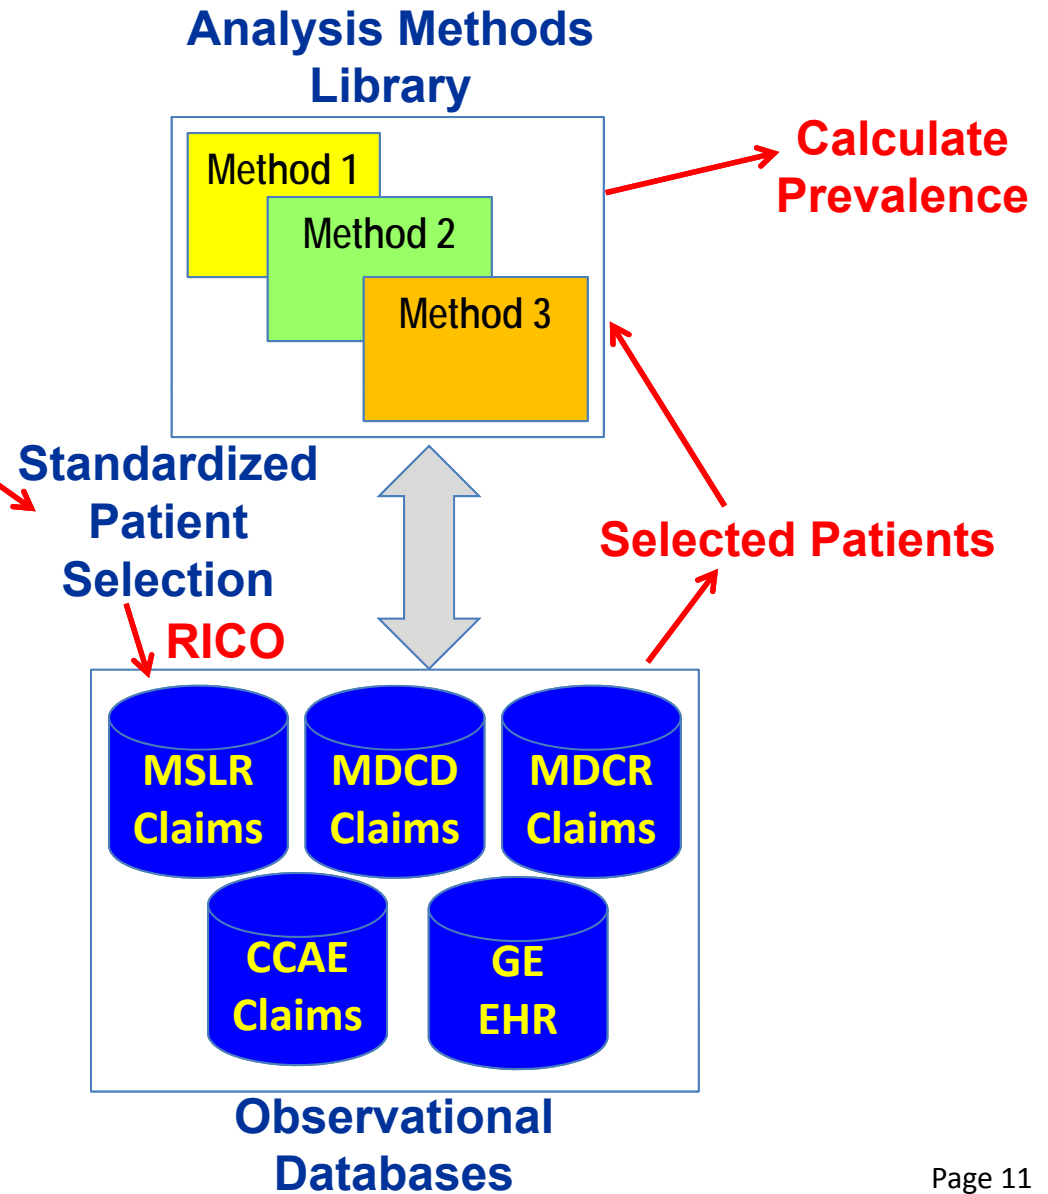 Analysis Methods
Library
Method 1
Method 2
Method 3
Calculate
Prevalence
Standardized
Patient
Selection
Selected Patients
RICO
MSLR
Claims
MDCD
Claims
MDCR
Claims
CCAE
Claims
GE
EHR
Observational
Databases
Page 11